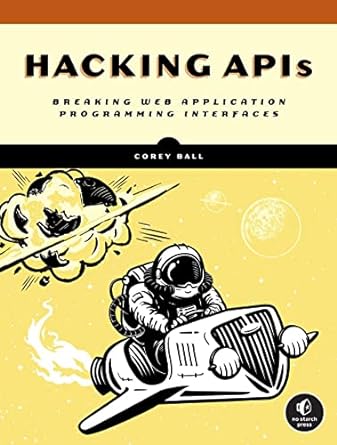 HACKING APIs
BREAKING WEB APPLICATION
PROGRAMMING INTERFACES
COREY BALL
no starch
press